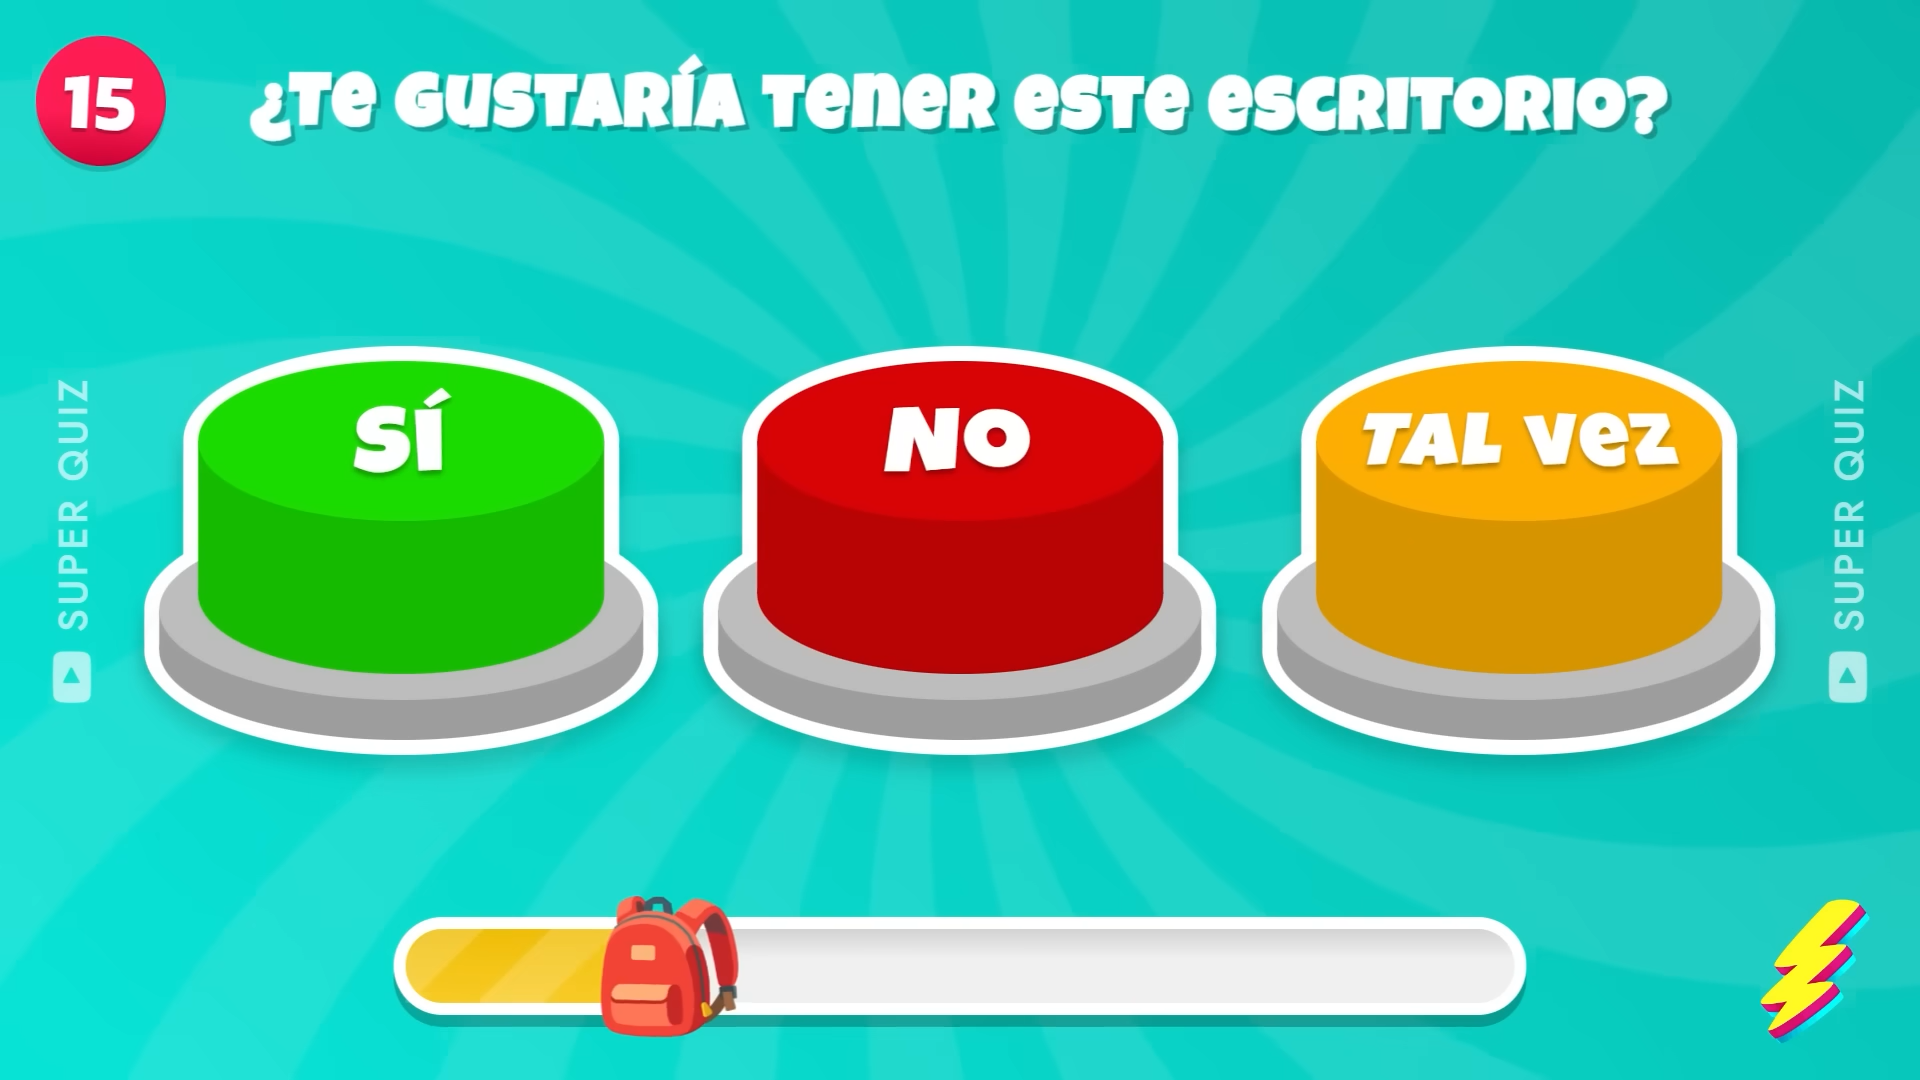 15
¿Te gustaría tener este escritorio?
SÍ
NO
TAL vez
SUPER QUIZ
SUPER QUIZ